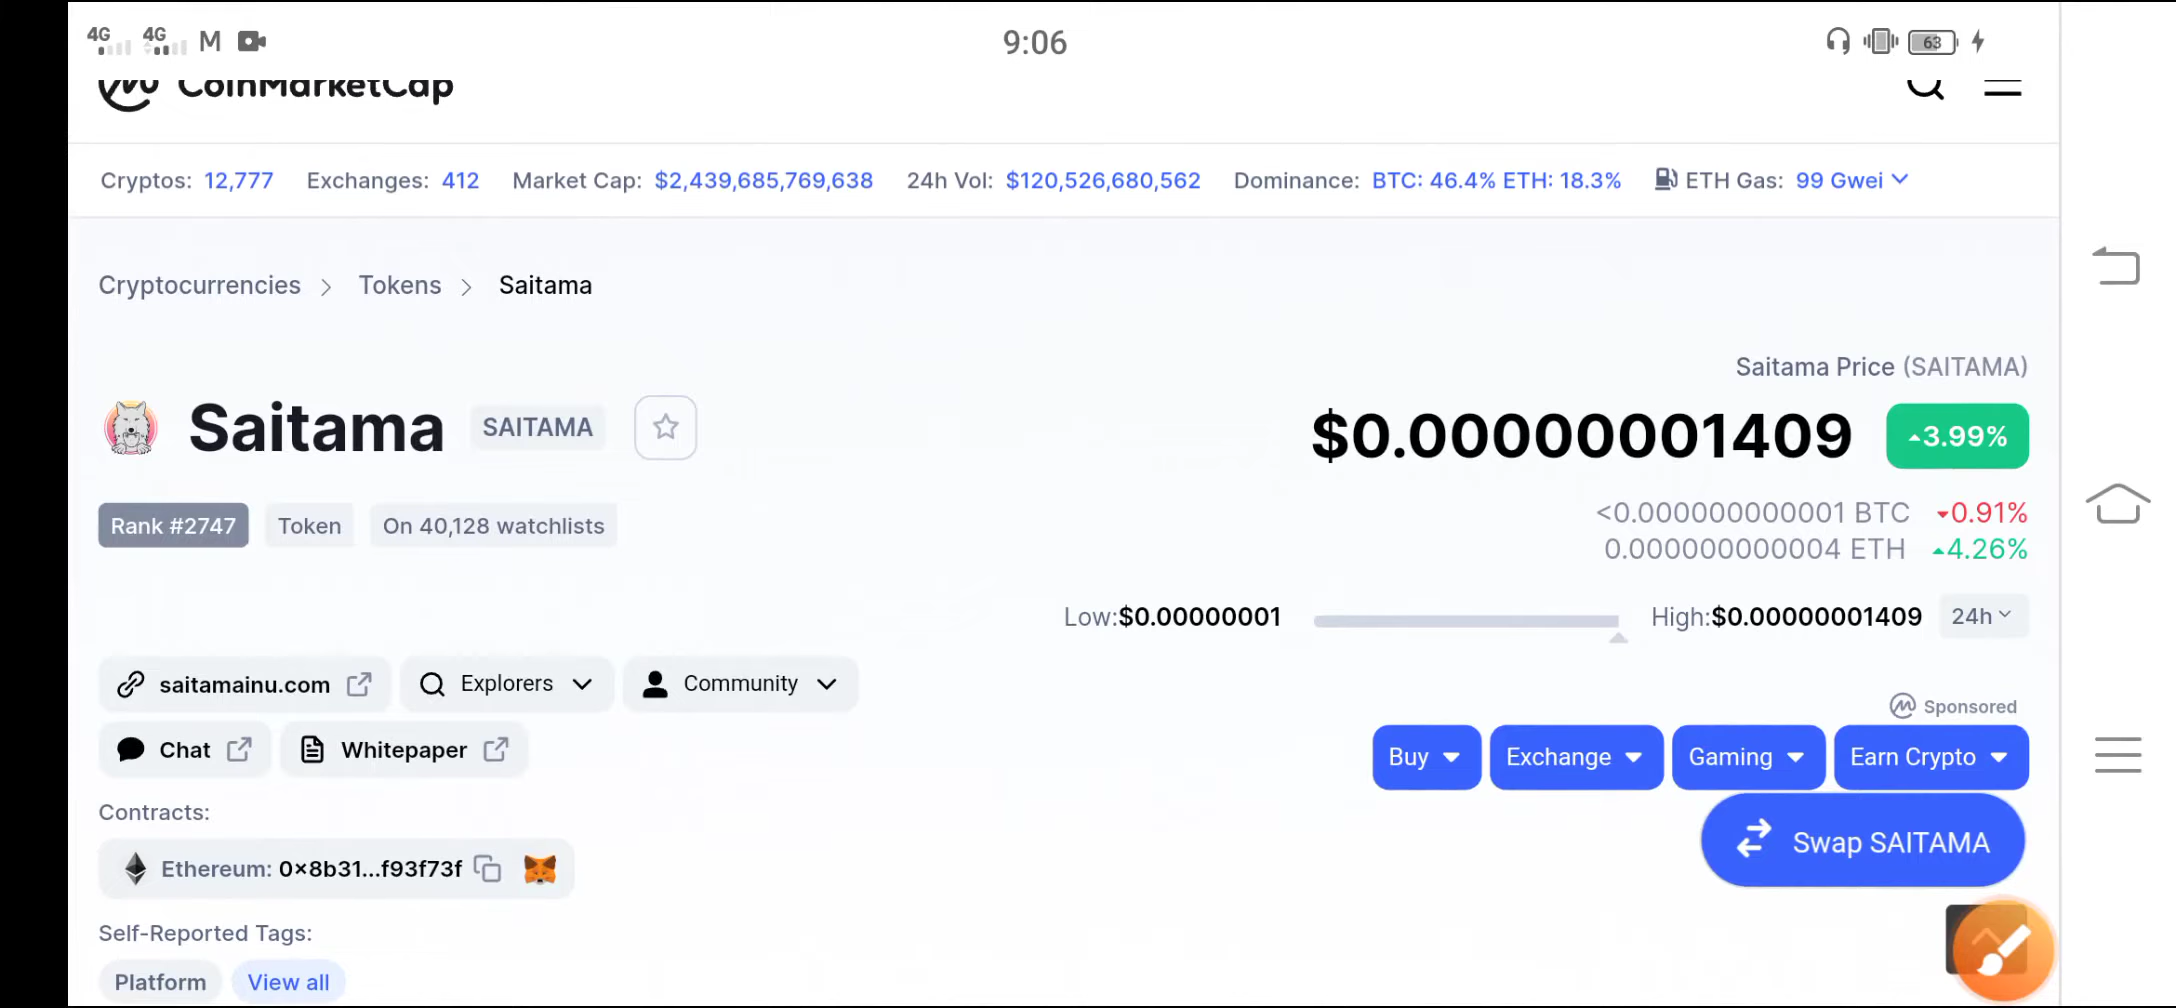 4G 4G M 9:06 63
CoinMarketCap
Cryptos: 12,777 Exchanges: 412 Market Cap: $2,439,685,769,638 24h Vol: $120,526,680,562 Dominance: BTC: 46.4% ETH: 18.3% ETH Gas: 99 Gwei
Cryptocurrencies > Tokens > Saitama
Saitama Price (SAITAMA)
Saitama SAITAMA
$0.00000001409 3.99%
Rank #2747 Token On 40,128 watchlists
<0.000000000001 BTC 0.91%
0.000000000004 ETH 4.26%
Low:$0.00000001 High:$0.00000001409 24h
saitamainu.com Explorers Community
Sponsored
Chat Whitepaper
Buy Exchange Gaming Earn Crypto
Contracts:
Swap SAITAMA
Ethereum: 0x8b31...f93f73f
Self-Reported Tags:
Platform View all